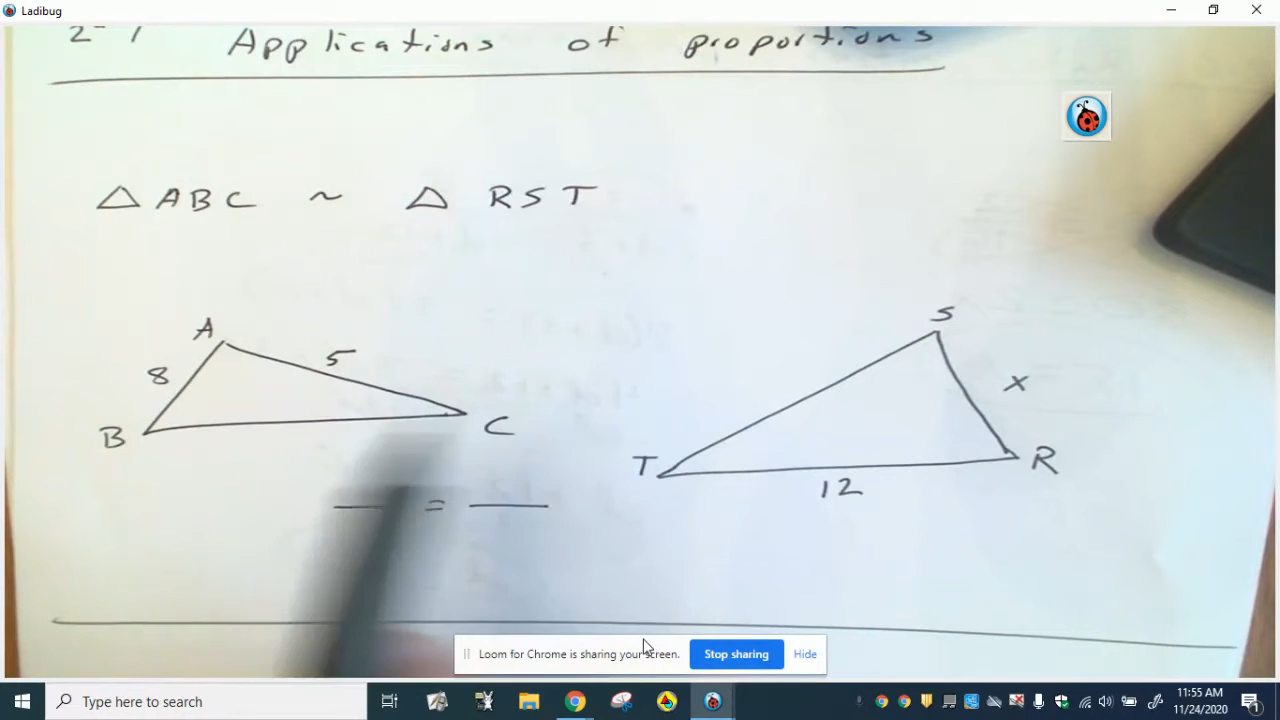 Ladibug
Applications of proportions
△ ABC ~ △ RST
A
8
5
B
C
=
S
x
T
R
12
Loom for Chrome is sharing your screen.
Stop sharing
Hide
Type here to search
11:55 AM
11/24/2020
1